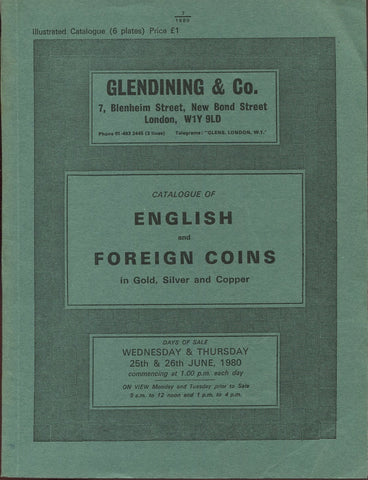 7
1980
Illustrated Catalogue (6 plates) Price £1
GLENDINING & Co.
7, Blenheim Street, New Bond Street
London, W1Y 9LD
Phone 01-493 2445 (3 lines) Telegrams: "GLENS. LONDON, W.1."
CATALOGUE OF
ENGLISH
and
FOREIGN COINS
in Gold, Silver and Copper
DAYS OF SALE
WEDNESDAY & THURSDAY
25th & 26th JUNE, 1980
commencing at 1.00 p.m. each day
ON VIEW Monday and Tuesday prior to Sale
9 a.m. to 12 noon and 1 p.m. to 4 p.m.